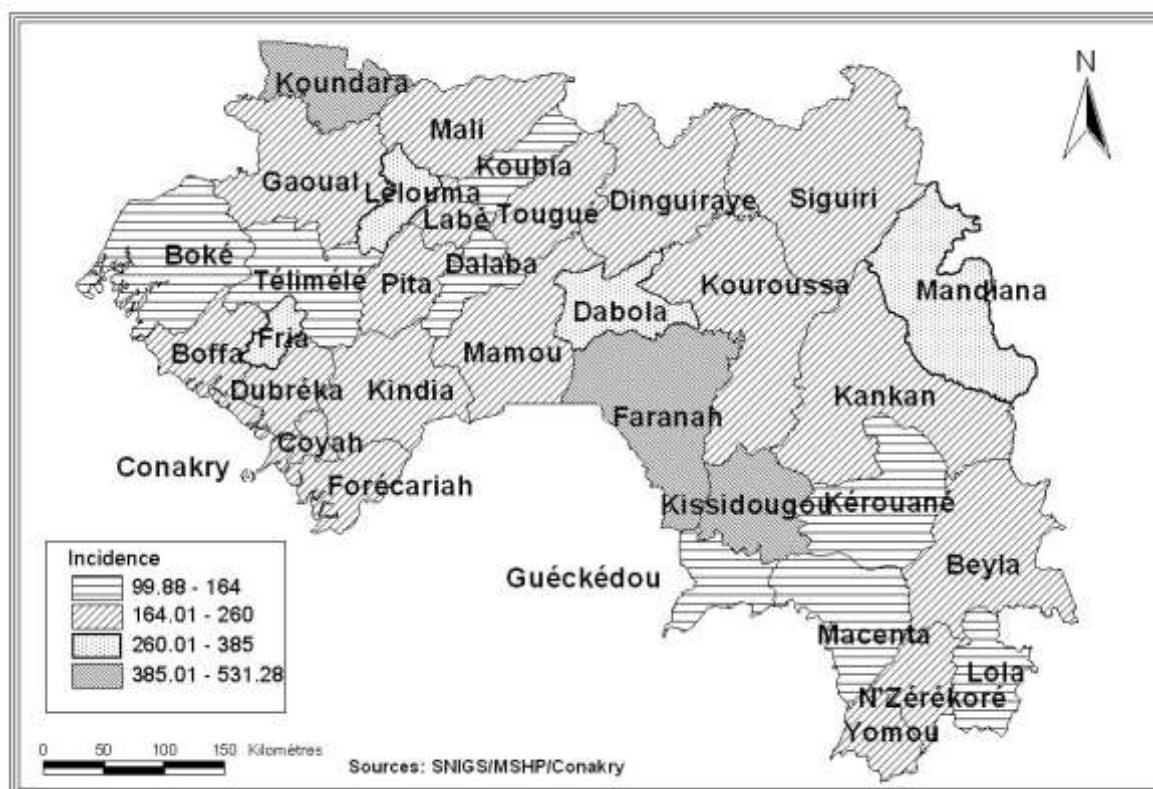 N
Koundara
Mali
Koubia
Gaoual
Lélouma
Labé
Tougué
Dinguiraye
Siguiri
Boké
Télimélé
Pita
Dalaba
Kouroussa
Mandiana
Dabola
Fria
Boffa
Mamou
Dubréka
Kindia
Kankan
Faranah
Coyah
Conakry
Forécariah
Kissidougou
Kérouané
Guéckédou
Beyla
Macenta
Lola
N'Zérékoré
Yomou
Incidence
99.88 - 164
164.01 - 260
260.01 - 385
385.01 - 531.28
0 50 100 150 Kilomètres
Sources: SNIGS/MSHP/Conakry